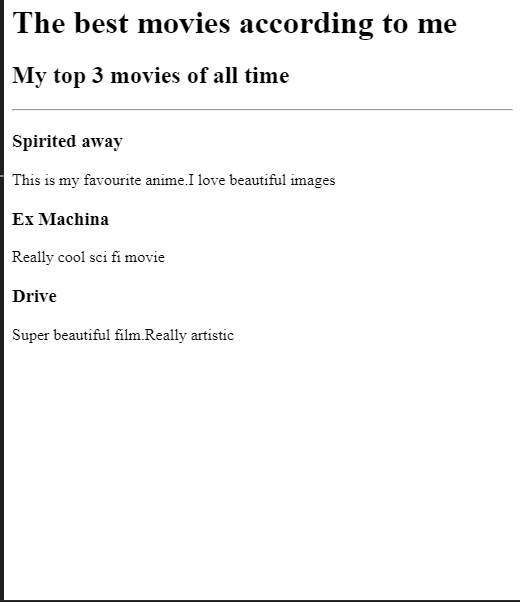 The best movies according to me
My top 3 movies of all time
Spirited away
This is my favourite anime.I love beautiful images
Ex Machina
Really cool sci fi movie
Drive
Super beautiful film.Really artistic